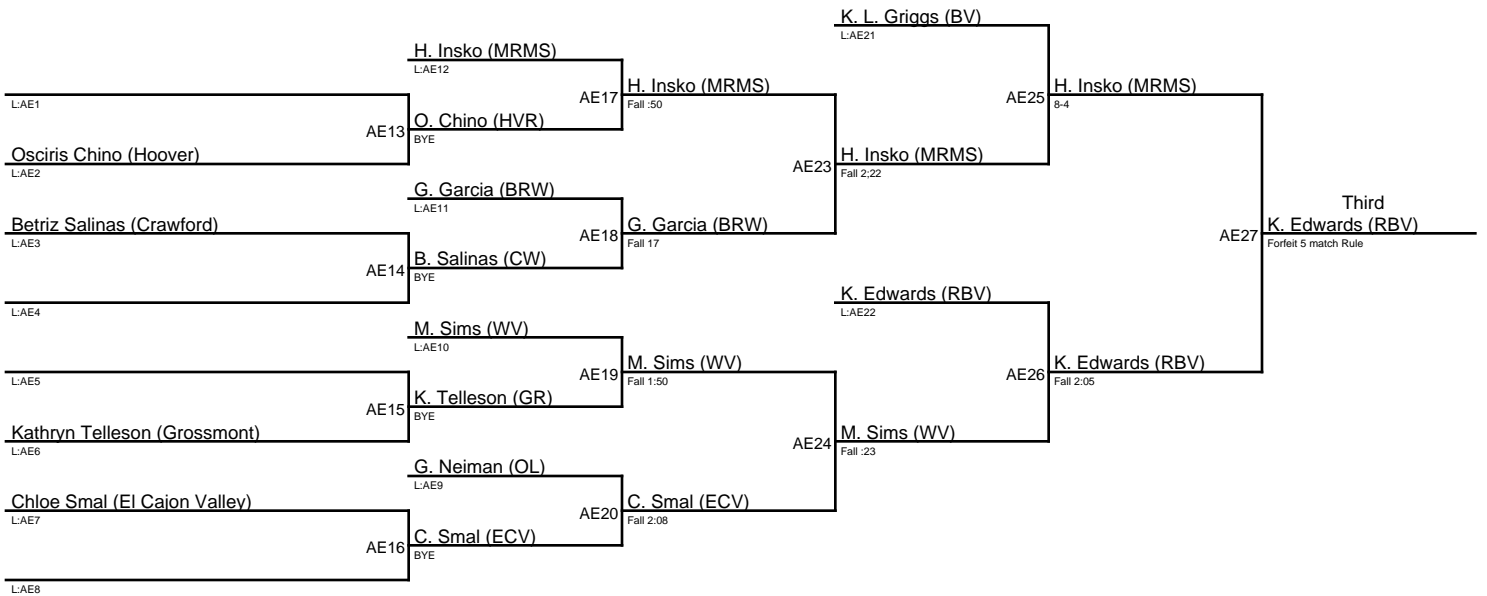 K. L. Griggs (BV)
L:AE21
H. Insko (MRMS)
L:AE12
AE17
H. Insko (MRMS)
Fall :50
AE25
H. Insko (MRMS)
8-4
L:AE1
AE13
O. Chino (HVR)
BYE
Osciris Chino (Hoover)
L:AE2
AE23
H. Insko (MRMS)
Fall 2;22
G. Garcia (BRW)
L:AE11
Third
Betriz Salinas (Crawford)
L:AE3
AE18
G. Garcia (BRW)
Fall 17
AE27
K. Edwards (RBV)
Forfeit 5 match Rule
AE14
B. Salinas (CW)
BYE
L:AE4
K. Edwards (RBV)
L:AE22
M. Sims (WV)
L:AE10
L:AE5
AE19
M. Sims (WV)
Fall 1:50
AE26
K. Edwards (RBV)
Fall 2:05
AE15
K. Telleson (GR)
BYE
Kathryn Telleson (Grossmont)
L:AE6
AE24
M. Sims (WV)
Fall :23
G. Neiman (OL)
L:AE9
Chloe Smal (El Cajon Valley)
L:AE7
AE20
C. Smal (ECV)
Fall 2:08
AE16
C. Smal (ECV)
BYE
L:AE8